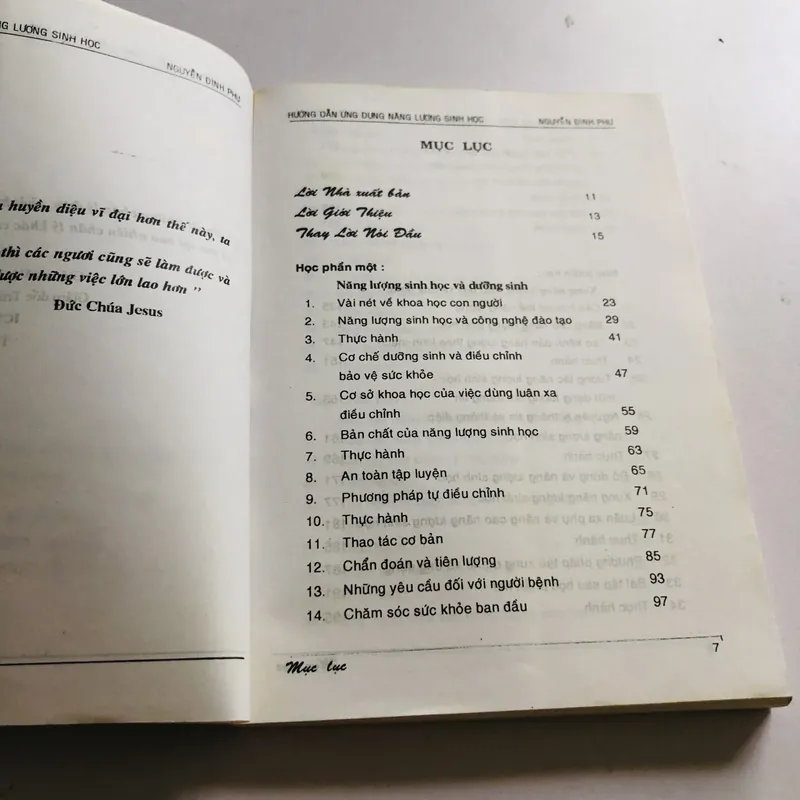 LƯỢNG SINH HỌC
NGUYỄN ĐÌNH PHƯ
huyền diệu vĩ đại hơn thế này, ta
thì các ngươi cũng sẽ làm được và
những việc lớn lao hơn ”
Đức Chúa Jesus
HƯỚNG DẪN ỨNG DỤNG NĂNG LƯỢNG SINH HỌC NGUYỄN ĐÌNH PHƯ
MỤC LỤC
Lời Nhà xuất bản 11
Lời Giới Thiệu 13
Thay Lời Nói Đầu 15
Học phần một :
Năng lượng sinh học và dưỡng sinh
1. Vài nét về khoa học con người 23
2. Năng lượng sinh học và công nghệ đào tạo 29
3. Thực hành 41
4. Cơ chế dưỡng sinh và điều chỉnh
bảo vệ sức khỏe 47
5. Cơ sở khoa học của việc dùng luân xa
điều chỉnh 55
6. Bản chất của năng lượng sinh học 59
7. Thực hành 63
8. An toàn tập luyện 65
9. Phương pháp tự điều chỉnh 71
10. Thực hành 75
11. Thao tác cơ bản 77
12. Chẩn đoán và tiên lượng 85
13. Những yêu cầu đối với người bệnh 93
14. Chăm sóc sức khỏe ban đầu 97
7
Mục lục